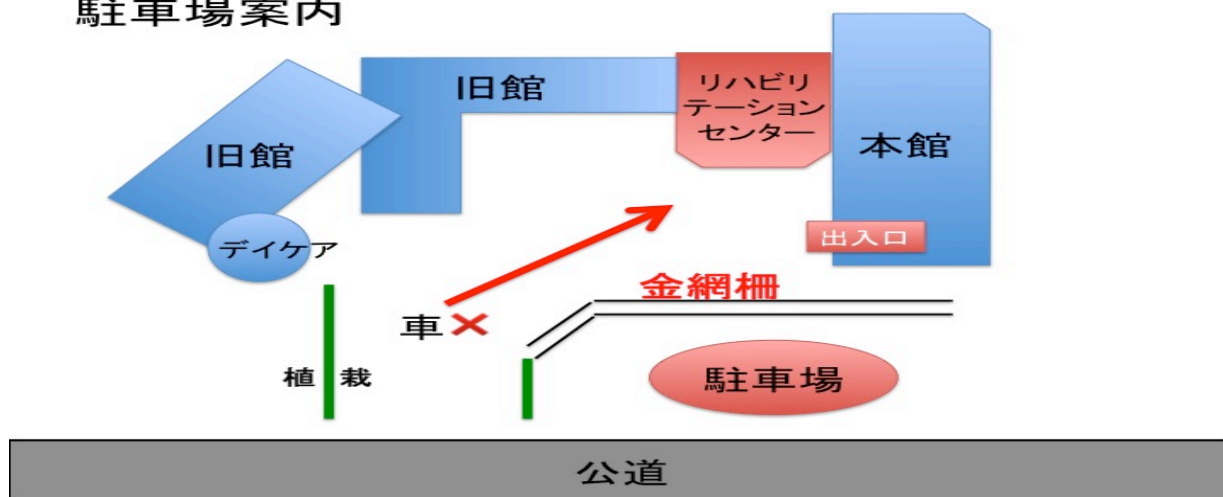 駐車場案内
旧館
リハビリ
テーション
センター
本館
旧館
デイケア
出入口
金網柵
車×
植栽
駐車場
公道